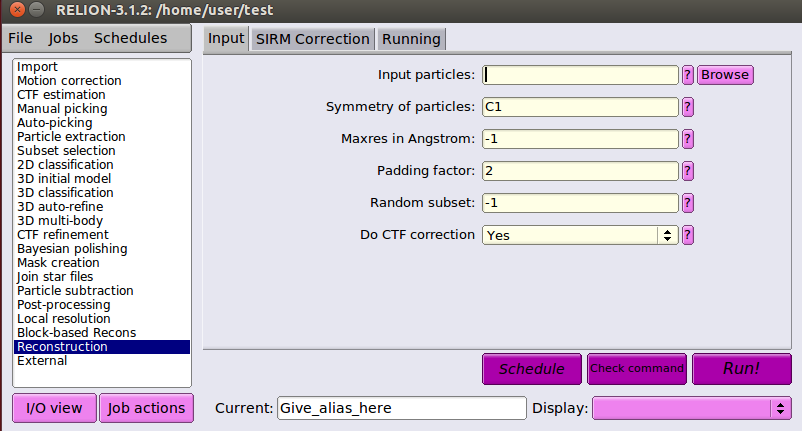 RELION-3.1.2: /home/user/test
File Jobs Schedules
Input SIRM Correction Running
Import
Motion correction
CTF estimation
Manual picking
Auto-picking
Particle extraction
Subset selection
2D classification
3D initial model
3D classification
3D auto-refine
3D multi-body
CTF refinement
Bayesian polishing
Mask creation
Join star files
Particle subtraction
Post-processing
Local resolution
Block-based Recons
Reconstruction
External
Input particles: ? Browse
Symmetry of particles: C1 ?
Maxres in Angstrom: -1 ?
Padding factor: 2 ?
Random subset: -1 ?
Do CTF correction Yes ?
Schedule Check command Run!
I/O view Job actions
Current: Give_alias_here Display: